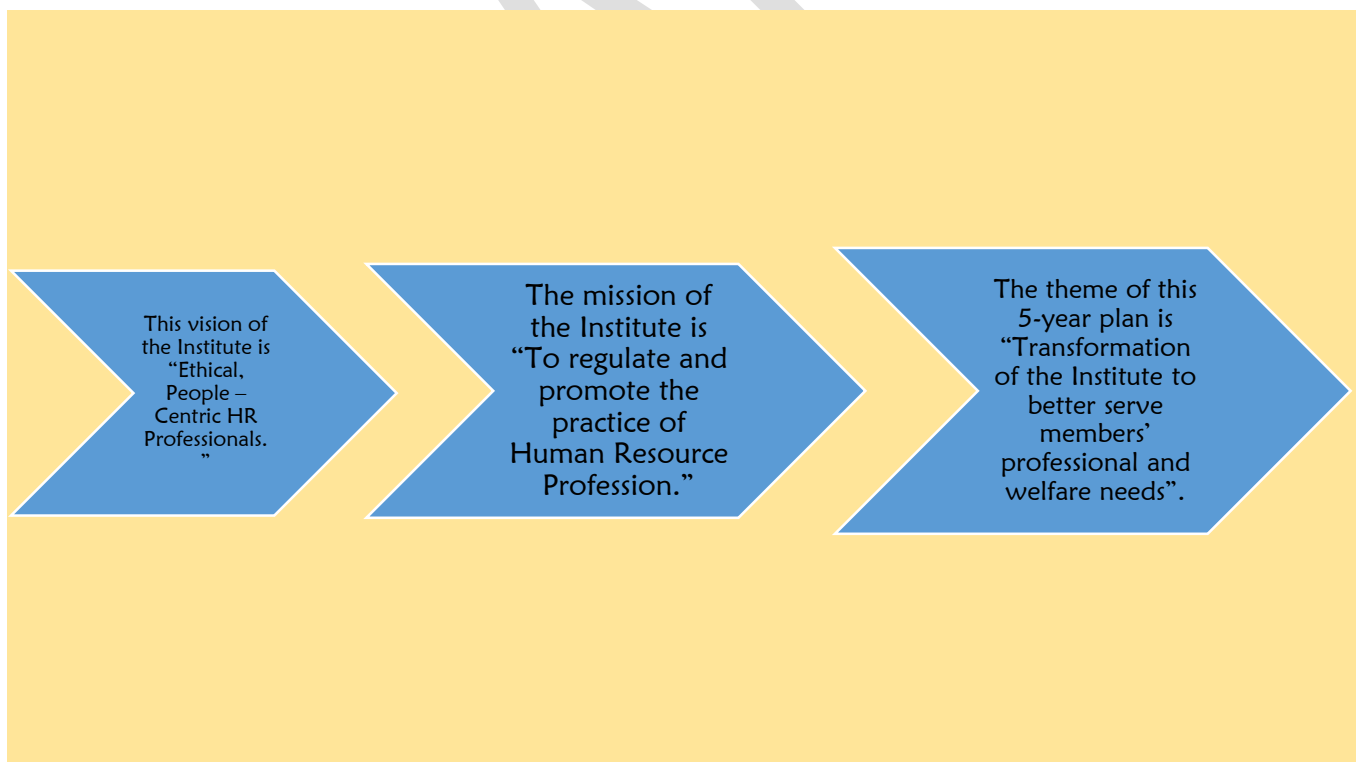 This vision of
the Institute is
“Ethical,
People –
Centric HR
Professionals.
”
The mission of
the Institute is
“To regulate and
promote the
practice of
Human Resource
Profession.”
The theme of this
5-year plan is
“Transformation
of the Institute to
better serve
members’
professional and
welfare needs”.